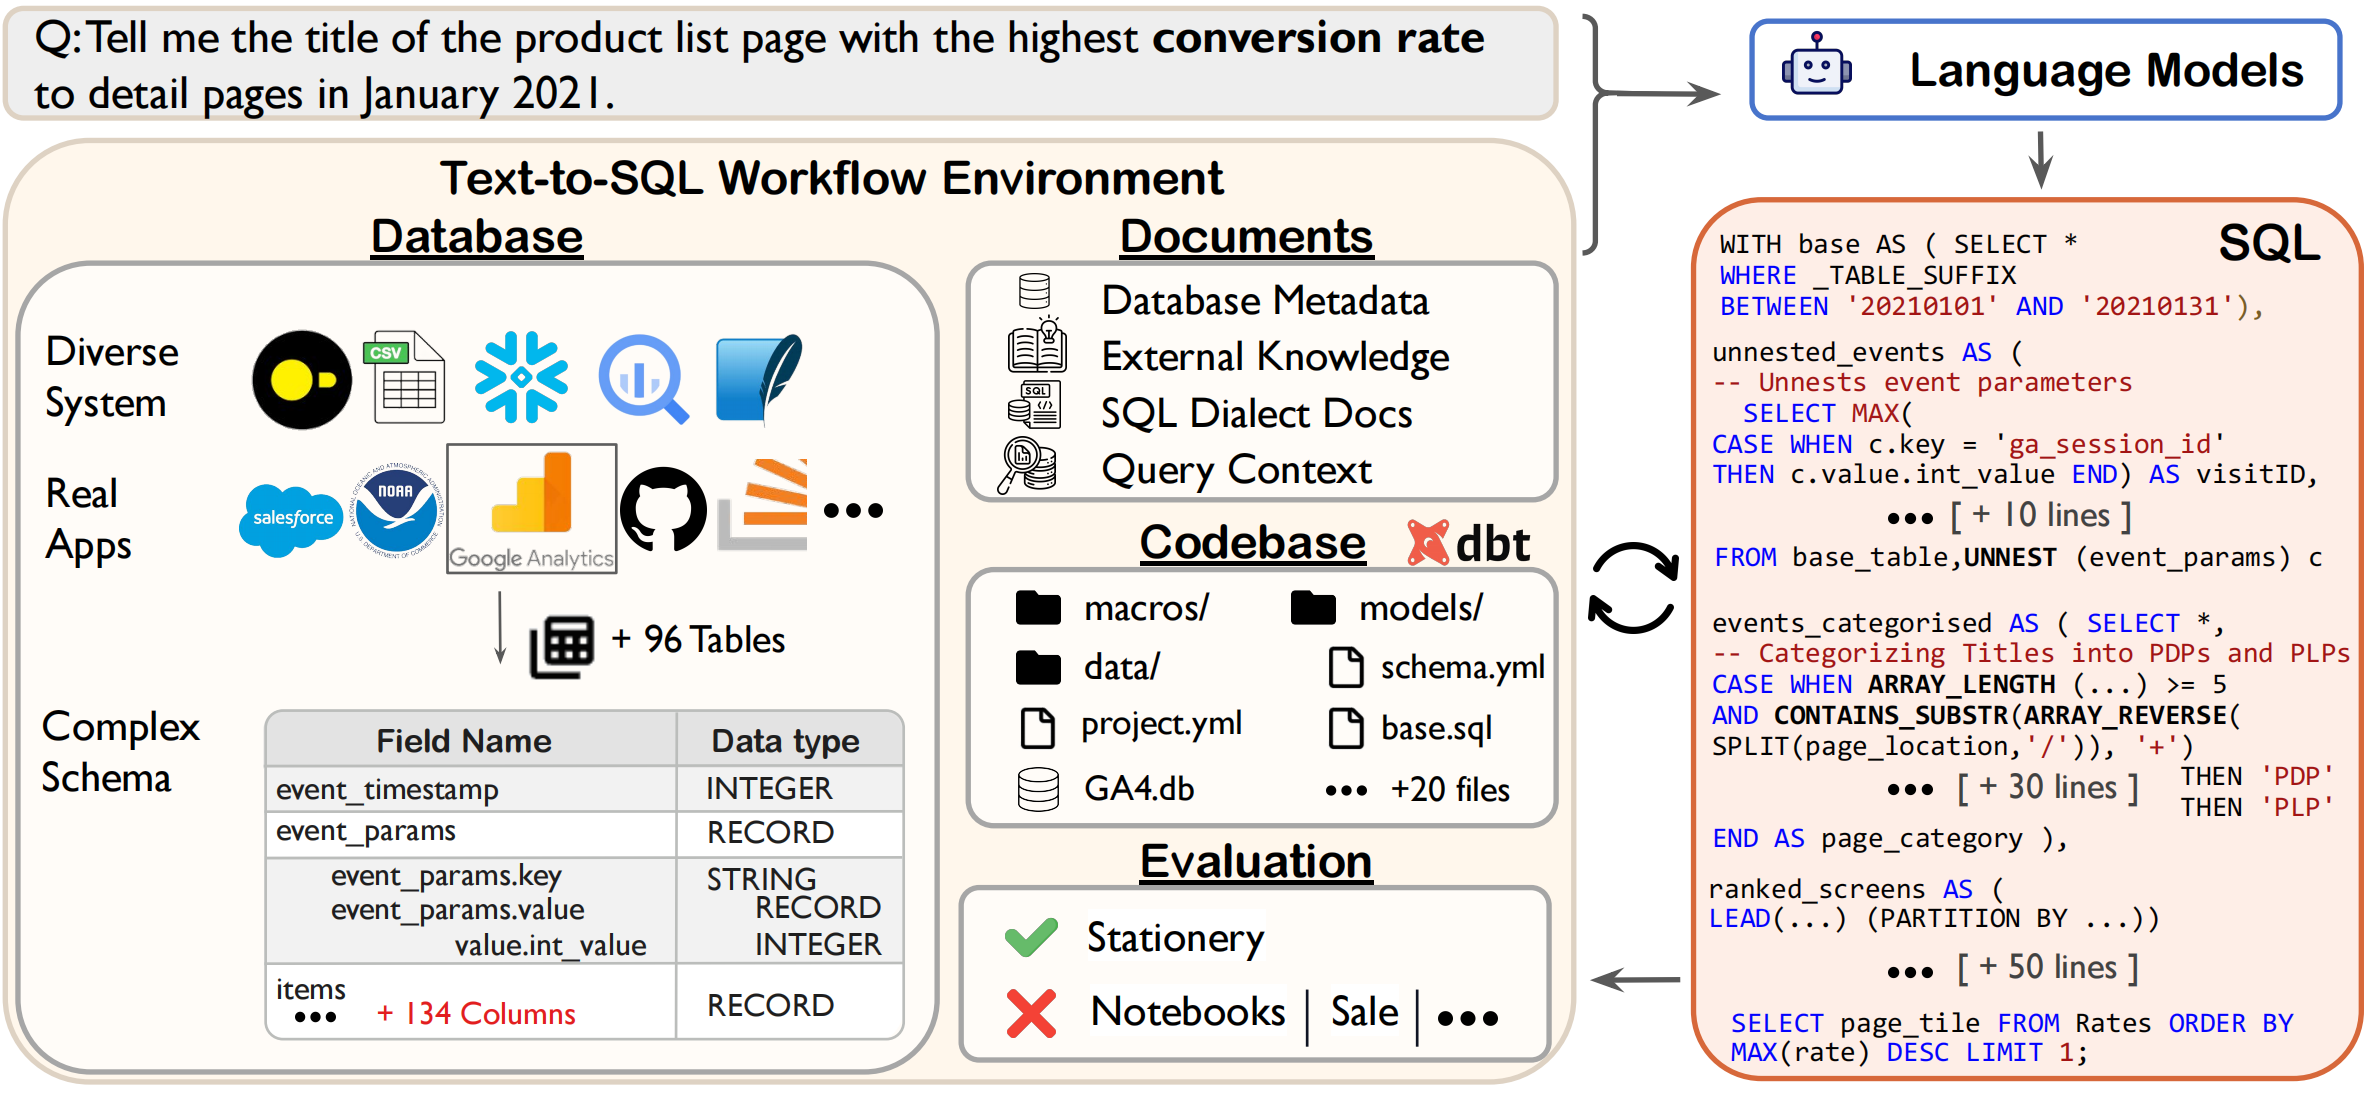 Q: Tell me the title of the product list page with the highest conversion rate
to detail pages in January 2021.
Language Models
Text-to-SQL Workflow Environment
Database
Diverse
System
CSV
Real
Apps
salesforce
NATIONAL OCEANIC AND ATMOSPHERIC ADMINISTRATION
NOAA
U.S. DEPARTMENT OF COMMERCE
Google Analytics
+ 96 Tables
Complex
Schema
Field Name Data type
event_timestamp INTEGER
event_params RECORD
event_params.key STRING
event_params.value RECORD
value.int_value INTEGER
items RECORD
+ 134 Columns
Documents
Database Metadata
External Knowledge
SQL
SQL Dialect Docs
Query Context
Codebase
dbt
macros/ models/
data/ schema.yml
project.yml base.sql
GA4.db +20 files
Evaluation
Stationery
Notebooks | Sale |
SQL
WITH base AS ( SELECT *
WHERE _TABLE_SUFFIX
BETWEEN '20210101' AND '20210131'),
unnested_events AS (
-- Unnests event parameters
SELECT MAX(
CASE WHEN c.key = 'ga_session_id'
THEN c.value.int_value END) AS visitID,
[ + 10 lines ]
FROM base_table,UNNEST (event_params) c
events_categorised AS ( SELECT *,
-- Categorizing Titles into PDPs and PLPs
CASE WHEN ARRAY_LENGTH (...) >= 5
AND CONTAINS_SUBSTR(ARRAY_REVERSE(
SPLIT(page_location,'/')), '+')
[ + 30 lines ] THEN 'PDP'
THEN 'PLP'
END AS page_category ),
ranked_screens AS (
LEAD(...) (PARTITION BY ...))
[ + 50 lines ]
SELECT page_tile FROM Rates ORDER BY
MAX(rate) DESC LIMIT 1;